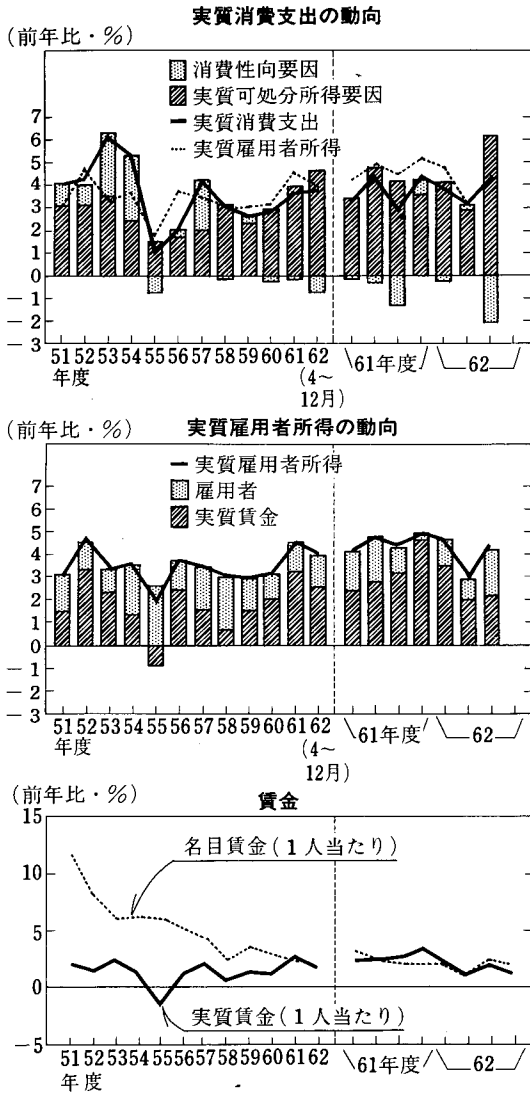 実質消費支出の動向
(前年比・%)
消費性向要因
実質可処分所得要因
実質消費支出
実質雇用者所得
7
6
5
4
3
2
1
0
−1
−2
−3
51 52 53 54 55 56 57 58 59 60 61 62
年度
(4〜
12月)
61年度
62
(前年比・%)
実質雇用者所得の動向
実質雇用者所得
雇用者
実質賃金
7
6
5
4
3
2
1
0
−1
−2
−3
51 52 53 54 55 56 57 58 59 60 61 62
年度
(4〜
12月)
61年度
62
(前年比・%)
賃金
15
10
5
0
−5
名目賃金(1人当たり)
実質賃金(1人当たり)
51 52 53 54 55 56 57 58 59 60 61 62
年度
61年度
62